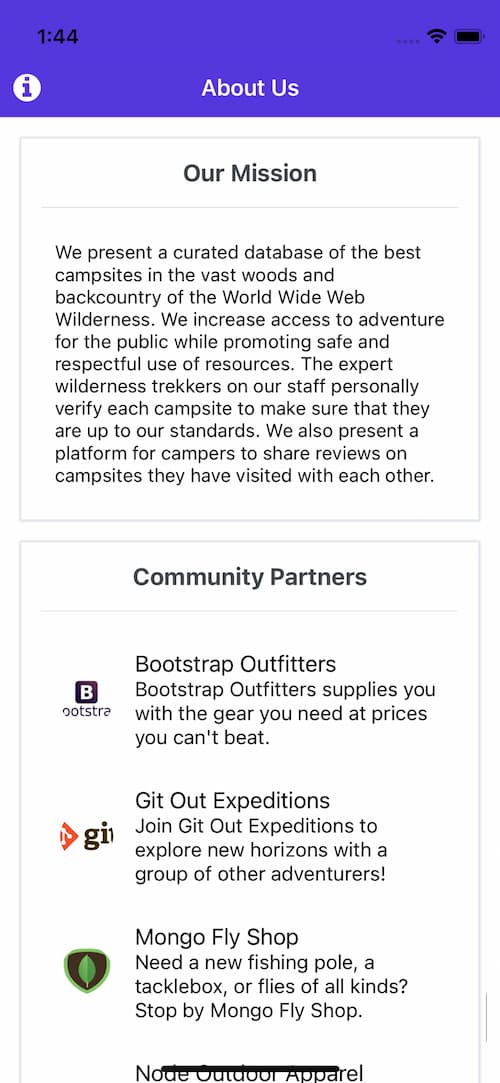 1:44
About Us
Our Mission
We present a curated database of the best
campsites in the vast woods and
backcountry of the World Wide Web
Wilderness. We increase access to adventure
for the public while promoting safe and
respectful use of resources. The expert
wilderness trekkers on our staff personally
verify each campsite to make sure that they
are up to our standards. We also present a
platform for campers to share reviews on
campsites they have visited with each other.
Community Partners
Bootstrap Outfitters
B
ootstra
Bootstrap Outfitters supplies you
with the gear you need at prices
you can't beat.
Git Out Expeditions
git
Join Git Out Expeditions to
explore new horizons with a
group of other adventurers!
Mongo Fly Shop
Need a new fishing pole, a
tacklebox, or flies of all kinds?
Stop by Mongo Fly Shop.
Node Outdoor Apparel